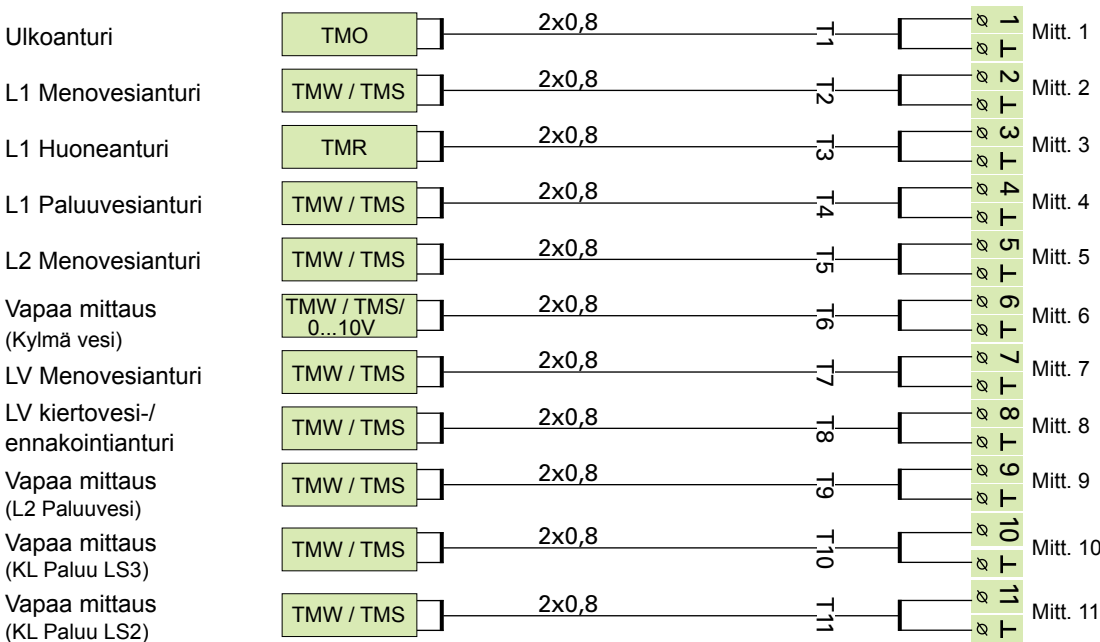 Ulkoanturi TMO 2x0,8 T1 1 ⊥ Mitt. 1
L1 Menovesianturi TMW / TMS 2x0,8 T2 2 ⊥ Mitt. 2
L1 Huoneanturi TMR 2x0,8 T3 3 ⊥ Mitt. 3
L1 Paluuvesianturi TMW / TMS 2x0,8 T4 4 ⊥ Mitt. 4
L2 Menovesianturi TMW / TMS 2x0,8 T5 5 ⊥ Mitt. 5
Vapaa mittaus
(Kylmä vesi)
TMW / TMS/
0...10V
2x0,8 T6 6 ⊥ Mitt. 6
LV Menovesianturi TMW / TMS 2x0,8 T7 7 ⊥ Mitt. 7
LV kiertovesi-/
ennakointianturi
TMW / TMS 2x0,8 T8 8 ⊥ Mitt. 8
Vapaa mittaus
(L2 Paluuvesi)
TMW / TMS 2x0,8 T9 9 ⊥ Mitt. 9
Vapaa mittaus
(KL Paluu LS3)
TMW / TMS 2x0,8 T10 10 ⊥ Mitt. 10
Vapaa mittaus
(KL Paluu LS2)
TMW / TMS 2x0,8 T11 11 ⊥ Mitt. 11